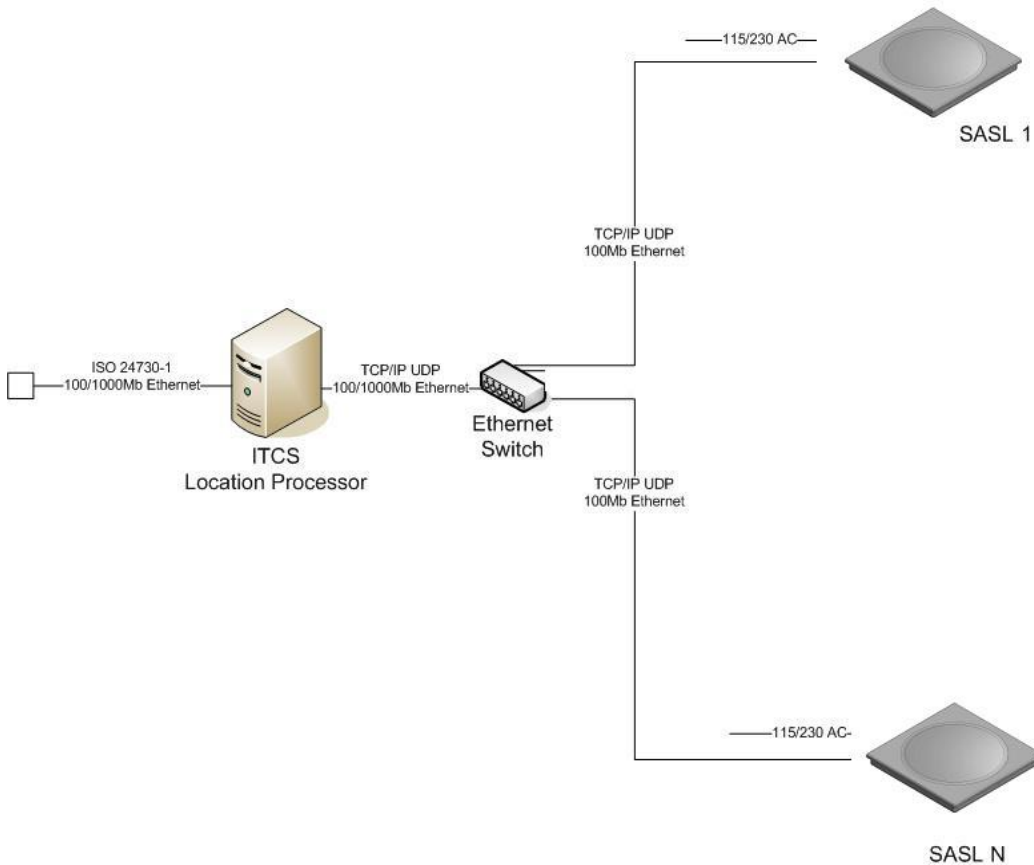 115/230 AC
SASL 1
TCP/IP UDP
100Mb Ethernet
ISO 24730-1
100/1000Mb Ethernet
TCP/IP UDP
100/1000Mb Ethernet
ITCS
Location Processor
Ethernet
Switch
TCP/IP UDP
100Mb Ethernet
115/230 AC
SASL N